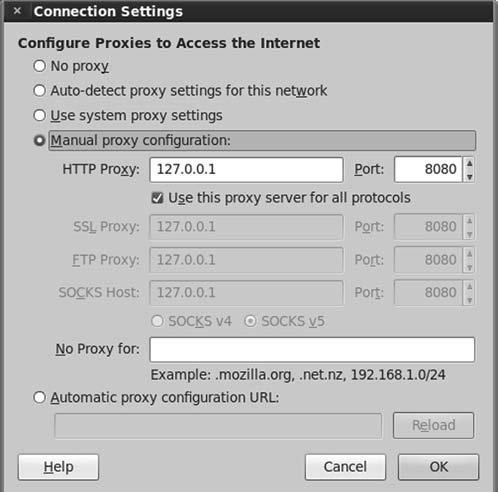 × Connection Settings
Configure Proxies to Access the Internet
No proxy
Auto-detect proxy settings for this network
Use system proxy settings
Manual proxy configuration:
HTTP Proxy: 127.0.0.1 Port: 8080
Use this proxy server for all protocols
SSL Proxy: 127.0.0.1 Port: 8080
FTP Proxy: 127.0.0.1 Port: 8080
SOCKS Host: 127.0.0.1 Port: 8080
SOCKS v4 SOCKS v5
No Proxy for:
Example: .mozilla.org, .net.nz, 192.168.1.0/24
Automatic proxy configuration URL:
Reload
Help Cancel OK